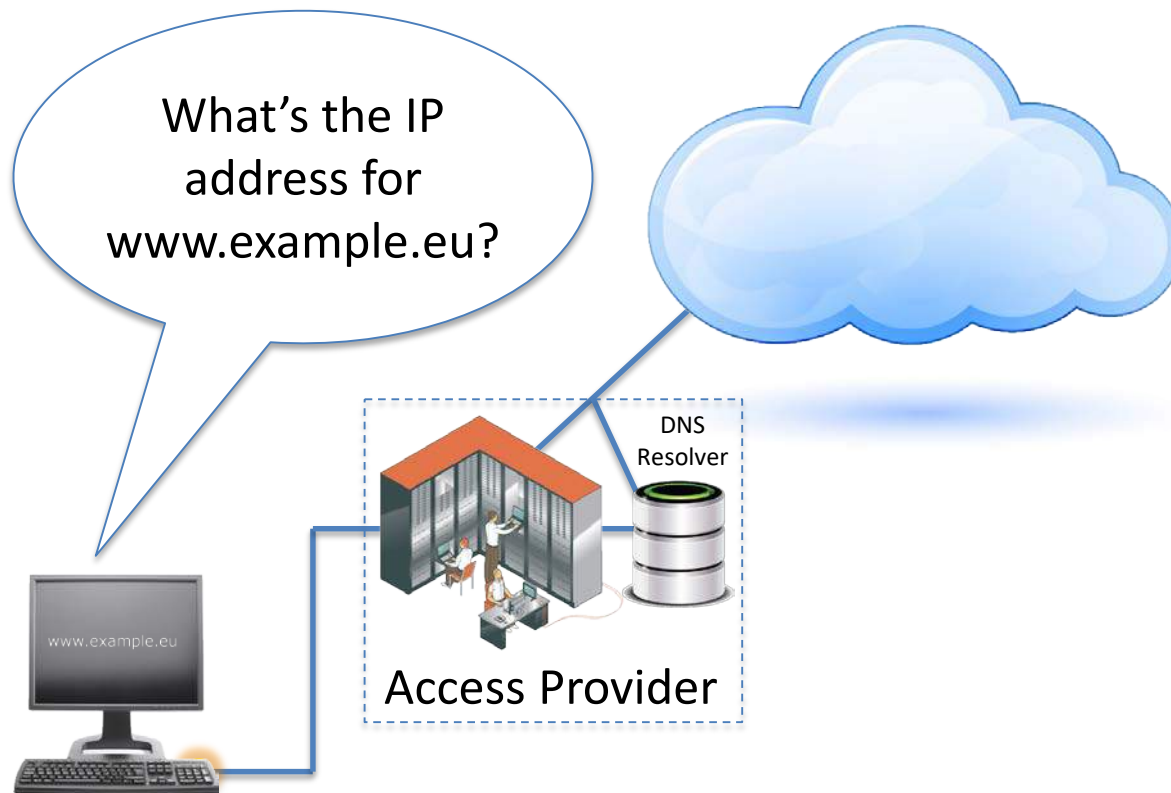 What’s the IP
address for
www.example.eu?
DNS
Resolver
www.example.eu
Access Provider